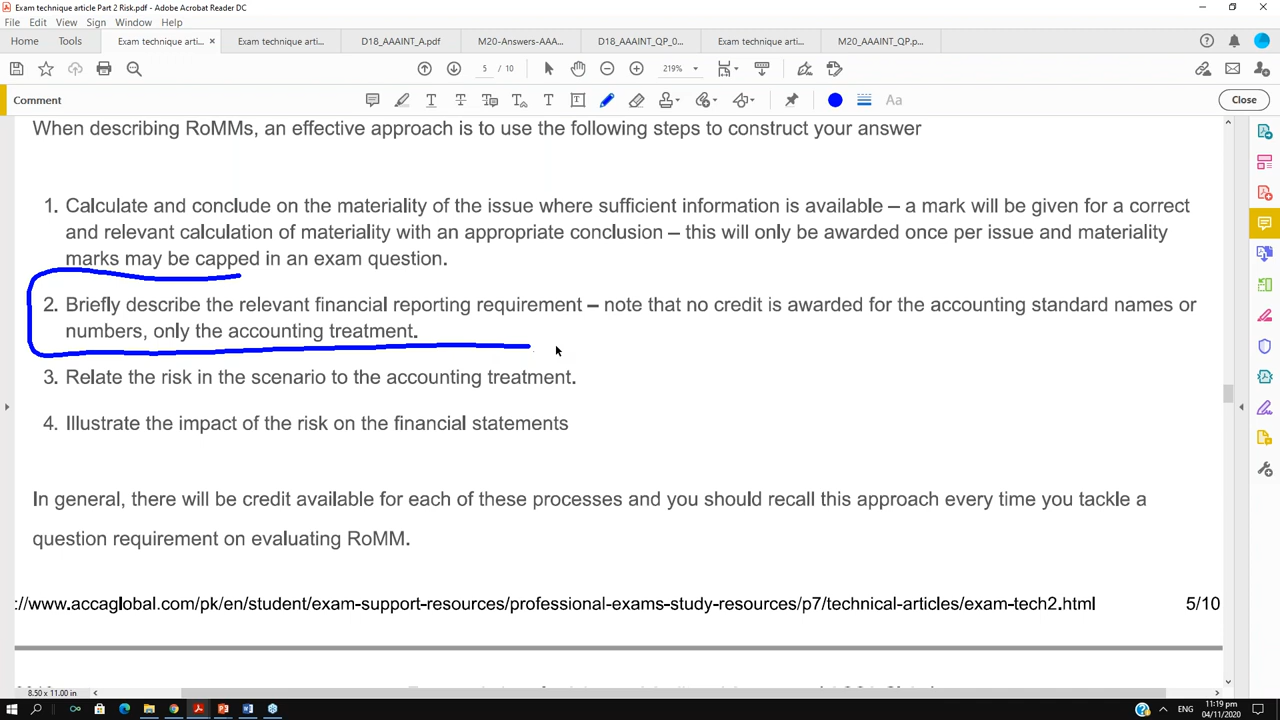 Exam technique article Part 2 Risk.pdf - Adobe Acrobat Reader DC
File Edit View Sign Window Help
Home Tools Exam technique arti... × Exam technique arti... D18_AAAINT_A.pdf M20-Answers-AAA... D18_AAAINT_QP_0... Exam technique arti... M20_AAINT_QP.p...
5 / 10 219%
Comment Aa Close
When describing RoMMs, an effective approach is to use the following steps to construct your answer
1. Calculate and conclude on the materiality of the issue where sufficient information is available – a mark will be given for a correct
and relevant calculation of materiality with an appropriate conclusion – this will only be awarded once per issue and materiality
marks may be capped in an exam question.
2. Briefly describe the relevant financial reporting requirement – note that no credit is awarded for the accounting standard names or
numbers, only the accounting treatment.
3. Relate the risk in the scenario to the accounting treatment.
4. Illustrate the impact of the risk on the financial statements
In general, there will be credit available for each of these processes and you should recall this approach every time you tackle a
question requirement on evaluating RoMM.
://www.accaglobal.com/pk/en/student/exam-support-resources/professional-exams-study-resources/p7/technical-articles/exam-tech2.html 5/10
8.50 x 11.00 in
ENG 11:19 pm
04/11/2020